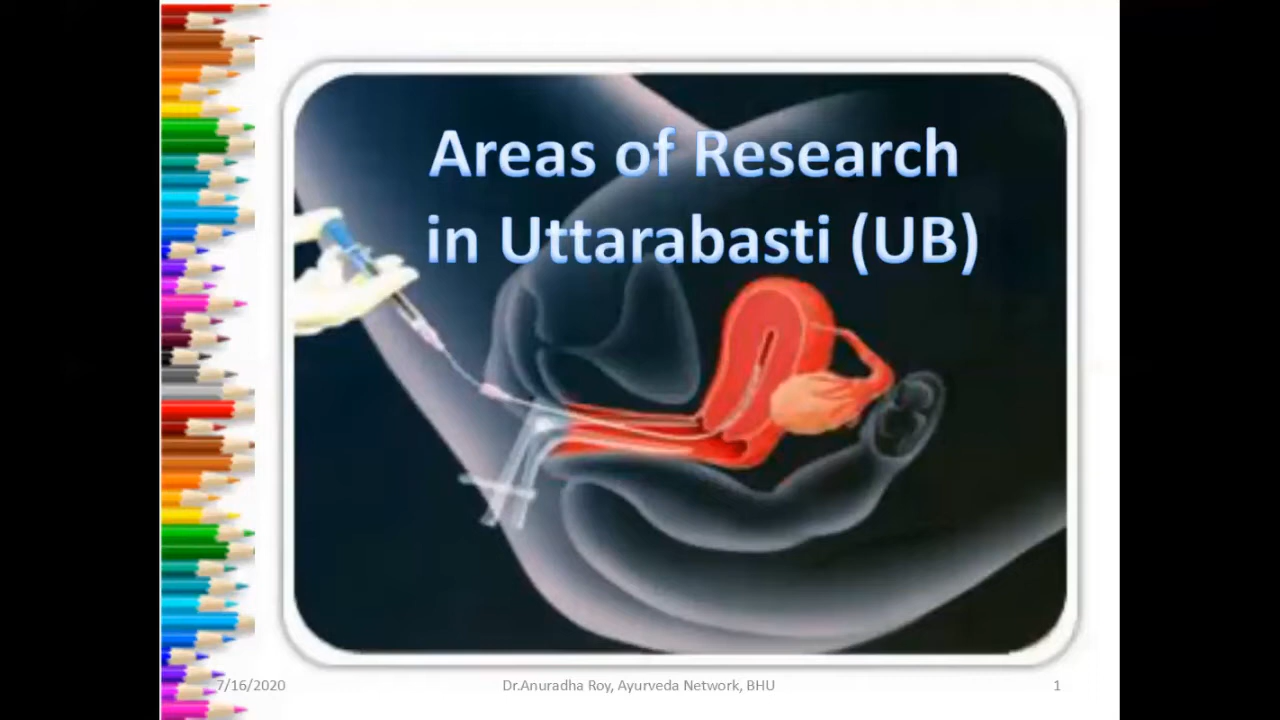 Areas of Research
in Uttarabasti (UB)
7/16/2020
Dr.Anuradha Roy, Ayurveda Network, BHU
1